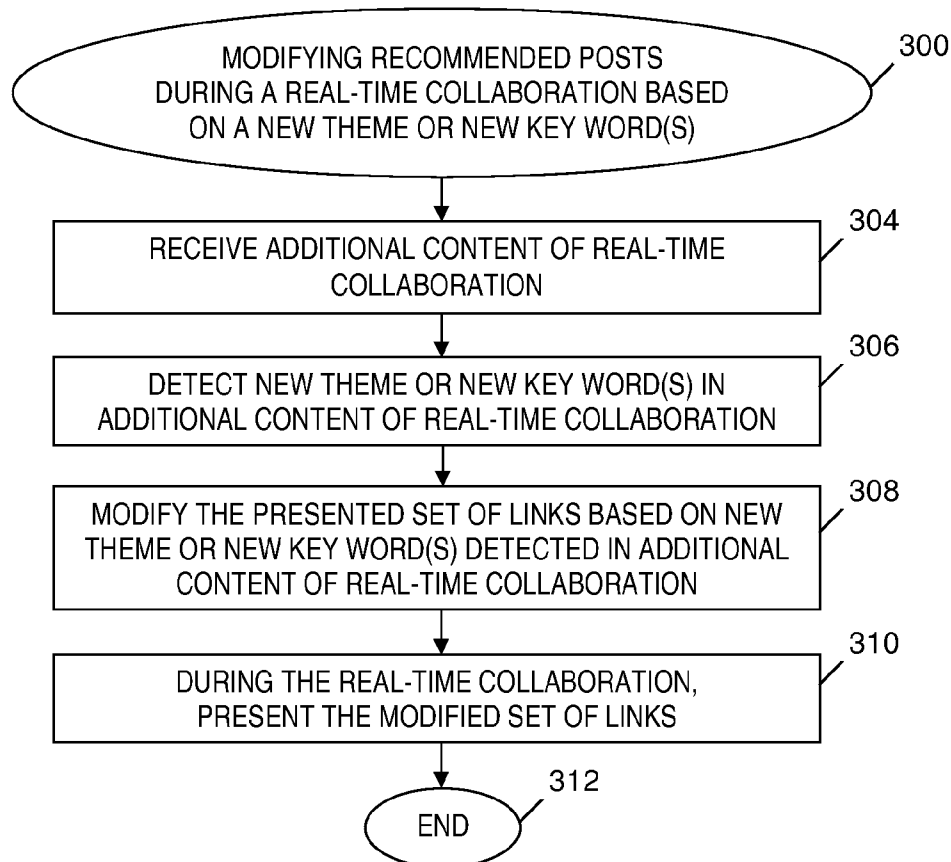 MODIFYING RECOMMENDED POSTS
DURING A REAL-TIME COLLABORATION BASED
ON A NEW THEME OR NEW KEY WORD(S)
300
304
RECEIVE ADDITIONAL CONTENT OF REAL-TIME
COLLABORATION
306
DETECT NEW THEME OR NEW KEY WORD(S) IN
ADDITIONAL CONTENT OF REAL-TIME COLLABORATION
308
MODIFY THE PRESENTED SET OF LINKS BASED ON NEW
THEME OR NEW KEY WORD(S) DETECTED IN ADDITIONAL
CONTENT OF REAL-TIME COLLABORATION
310
DURING THE REAL-TIME COLLABORATION,
PRESENT THE MODIFIED SET OF LINKS
312
END